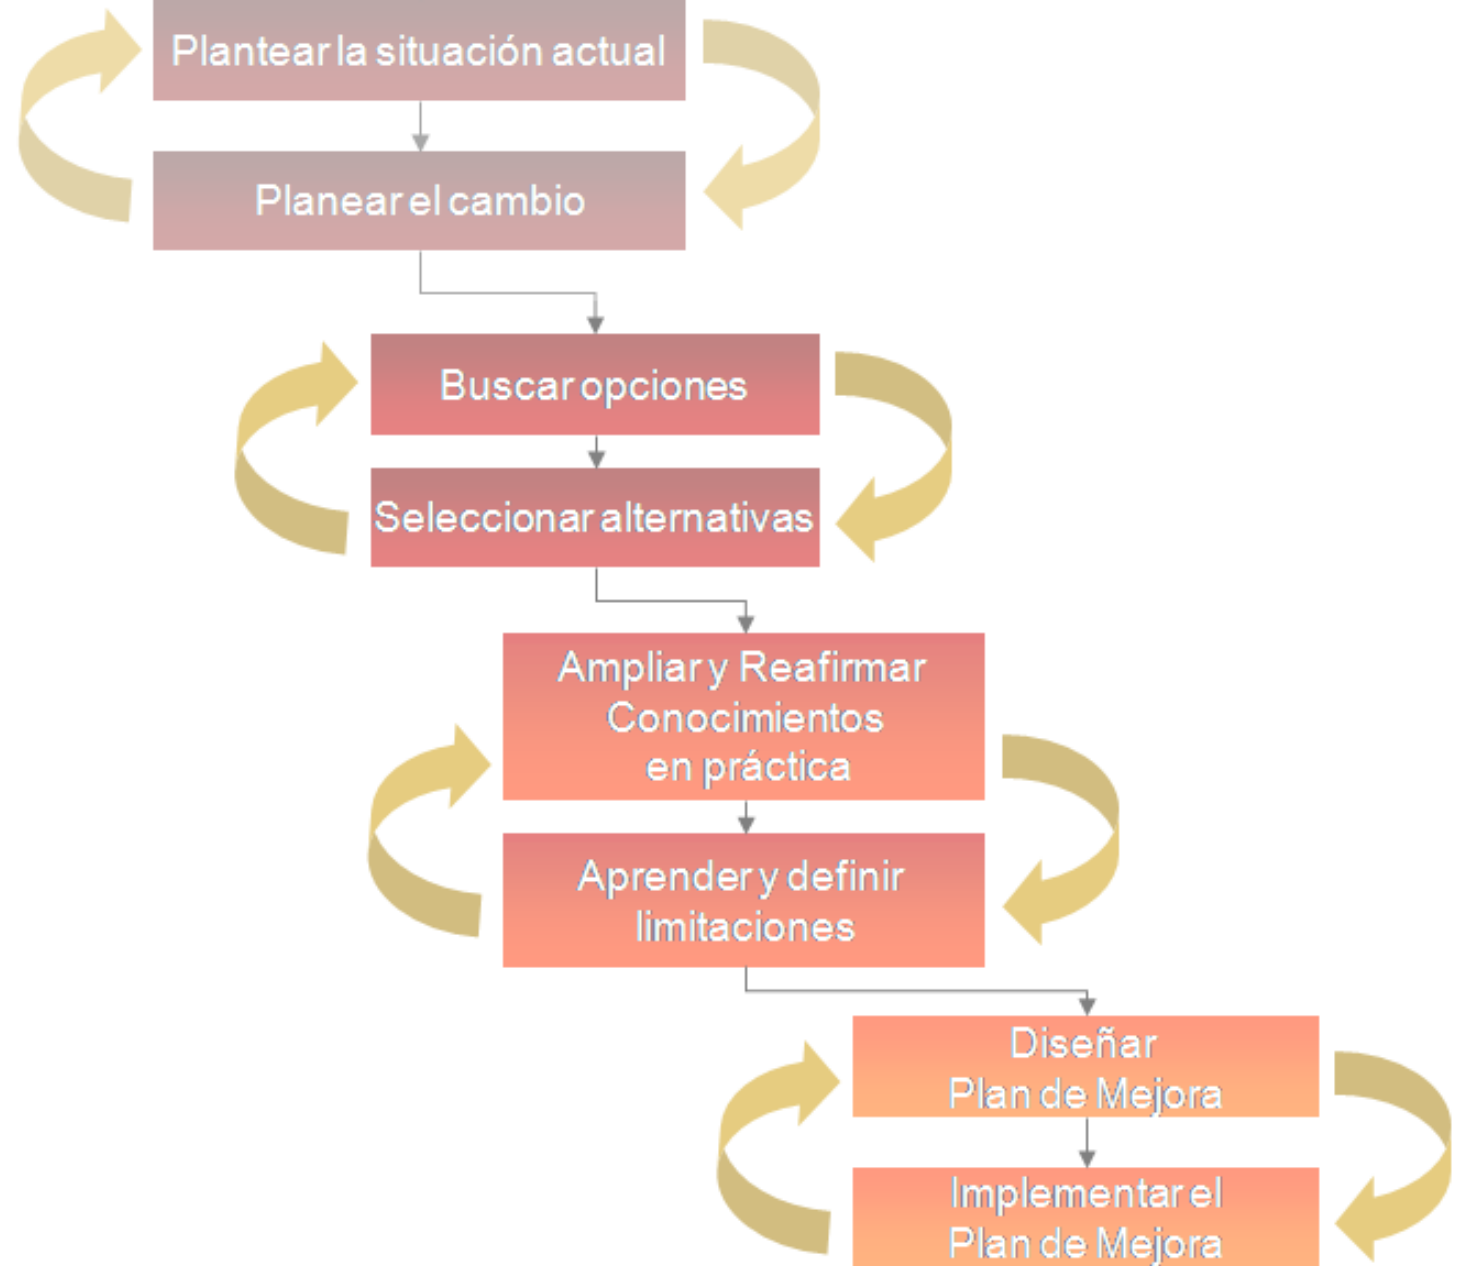 Plantear la situación actual
Planear el cambio
Buscar opciones
Seleccionar alternativas
Ampliar y Reafirmar
Conocimientos
en práctica
Aprender y definir
limitaciones
Diseñar
Plan de Mejora
Implementar el
Plan de Mejora